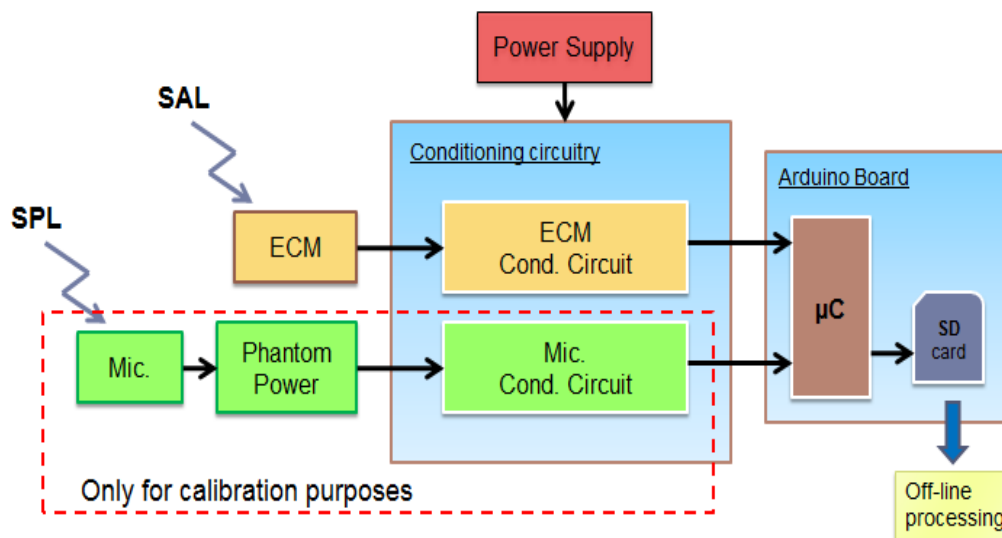 Power Supply
SAL
Conditioning circuitry
Arduino Board
SPL
ECM
ECM
Cond. Circuit
µC
SD
card
Mic.
Phantom
Power
Mic.
Cond. Circuit
Only for calibration purposes
Off-line
processing